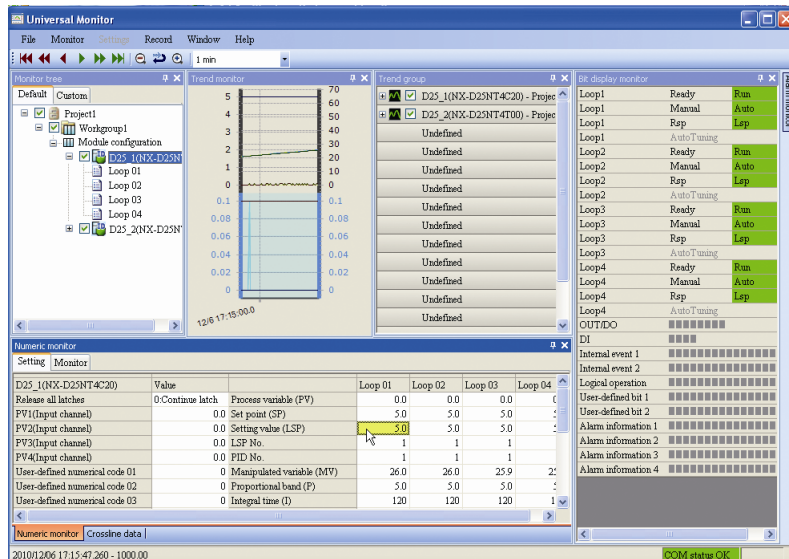 Universal Monitor
File Monitor Settings Record Window Help
1 min
Monitor tree
Default Custom
Project1
Workgroup1
Module configuration
D25_1(NX-D25N
Loop 01
Loop 02
Loop 03
Loop 04
D25_2(NX-D25N
Trend monitor
5 70
60
4 50
3 40
2 30
20
1 10
0 0
0.1 0.1
0.08 0.08
0.06 0.06
0.04 0.04
0.02 0.02
0 0
12/6 17:15:00.0
Trend group
D25_1(NX-D25NT4C20) - Projec
D25_2(NX-D25NT4T00) - Projec
Undefined
Undefined
Undefined
Undefined
Undefined
Undefined
Undefined
Undefined
Undefined
Undefined
Undefined
Bit display monitor
Loop1 Ready Run
Loop1 Manual Auto
Loop1 Rsp Lsp
Loop1 AutoTuning
Loop2 Ready Run
Loop2 Manual Auto
Loop2 Rsp Lsp
Loop2 AutoTuning
Loop3 Ready Run
Loop3 Manual Auto
Loop3 Rsp Lsp
Loop3 AutoTuning
Loop4 Ready Run
Loop4 Manual Auto
Loop4 Rsp Lsp
Loop4 AutoTuning
OUT/DO
DI
Internal event 1
Internal event 2
Logical operation
User-defined bit 1
User-defined bit 2
Alarm information 1
Alarm information 2
Alarm information 3
Alarm information 4
Numeric monitor
Setting Monitor
D25_1(NX-D25NT4C20) Value Loop 01 Loop 02 Loop 03 Loop 04
Release all latches 0:Continue latch Process variable (PV) 0.0 0.0 0.0
PV1(Input channel) 0.0 Set point (SP) 5.0 5.0 5.0
PV2(Input channel) 0.0 Setting value (LSP) 5.0 5.0 5.0
PV3(Input channel) 0.0 LSP No. 1 1 1
PV4(Input channel) 0.0 PID No. 1 1 1
User-defined numerical code 01 0 Manipulated variable (MV) 26.0 26.0 25.9
User-defined numerical code 02 0 Proportional band (P) 5.0 5.0 5.0
User-defined numerical code 03 0 Integral time (I) 120 120 120
Numeric monitor Crossline data
2010/12/06 17:15:47.260 - 1000.00 COM status OK